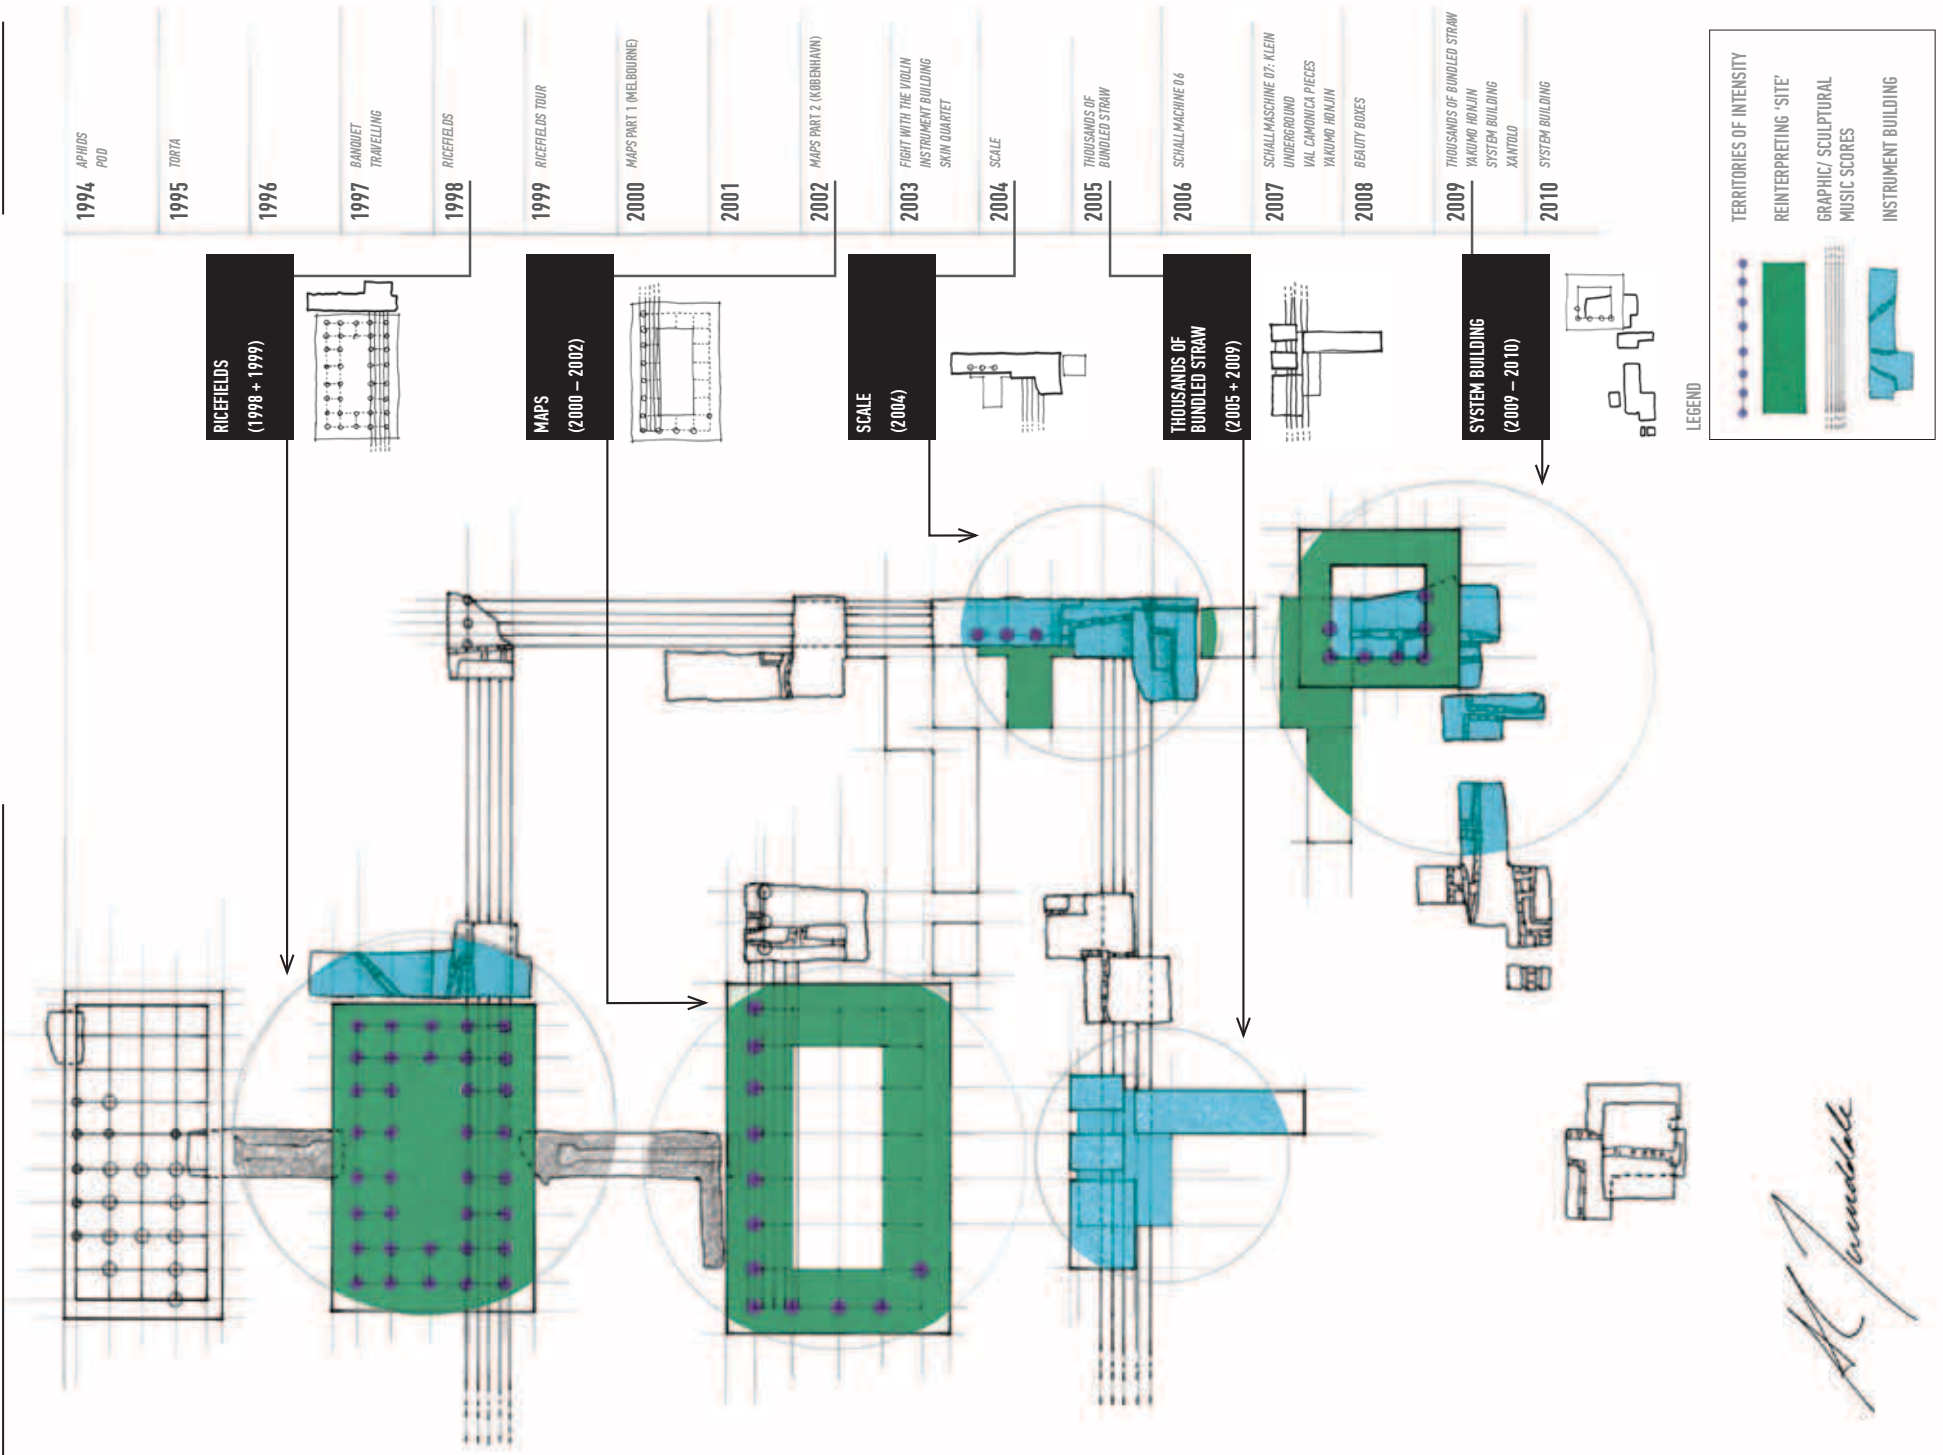 1994
APHIDS
POD
1995
TORTA
1996
1997
BANQUET
TRAVELLING
1998
RICEFIELDS
1999
RICEFIELDS TOUR
2000
MAPS PART 1 (MELBOURNE)
2001
2002
MAPS PART 2 (KØBENHAVN)
2003
FIGHT WITH THE VIOLIN
INSTRUMENT BUILDING
SKIN QUARTET
2004
SCALE
2005
THOUSANDS OF
BUNDLED STRAW
2006
SCHALLMACHINE 06
2007
SCHALLMASCHINE 07: KLEIN
UNDERGROUND
VAL CAMONICA PIECES
YAKUMO HONJIN
2008
BEAUTY BOXES
2009
THOUSANDS OF BUNDLED STRAW
YAKUMO HONJIN
SYSTEM BUILDING
XANTOLO
2010
SYSTEM BUILDING
RICEFIELDS
(1998 + 1999)
MAPS
(2000 – 2002)
SCALE
(2004)
THOUSANDS OF
BUNDLED STRAW
(2005 + 2009)
SYSTEM BUILDING
(2009 – 2010)
LEGEND
TERRITORIES OF INTENSITY
REINTERPRETING ‘SITE’
GRAPHIC/ SCULPTURAL
MUSIC SCORES
INSTRUMENT BUILDING